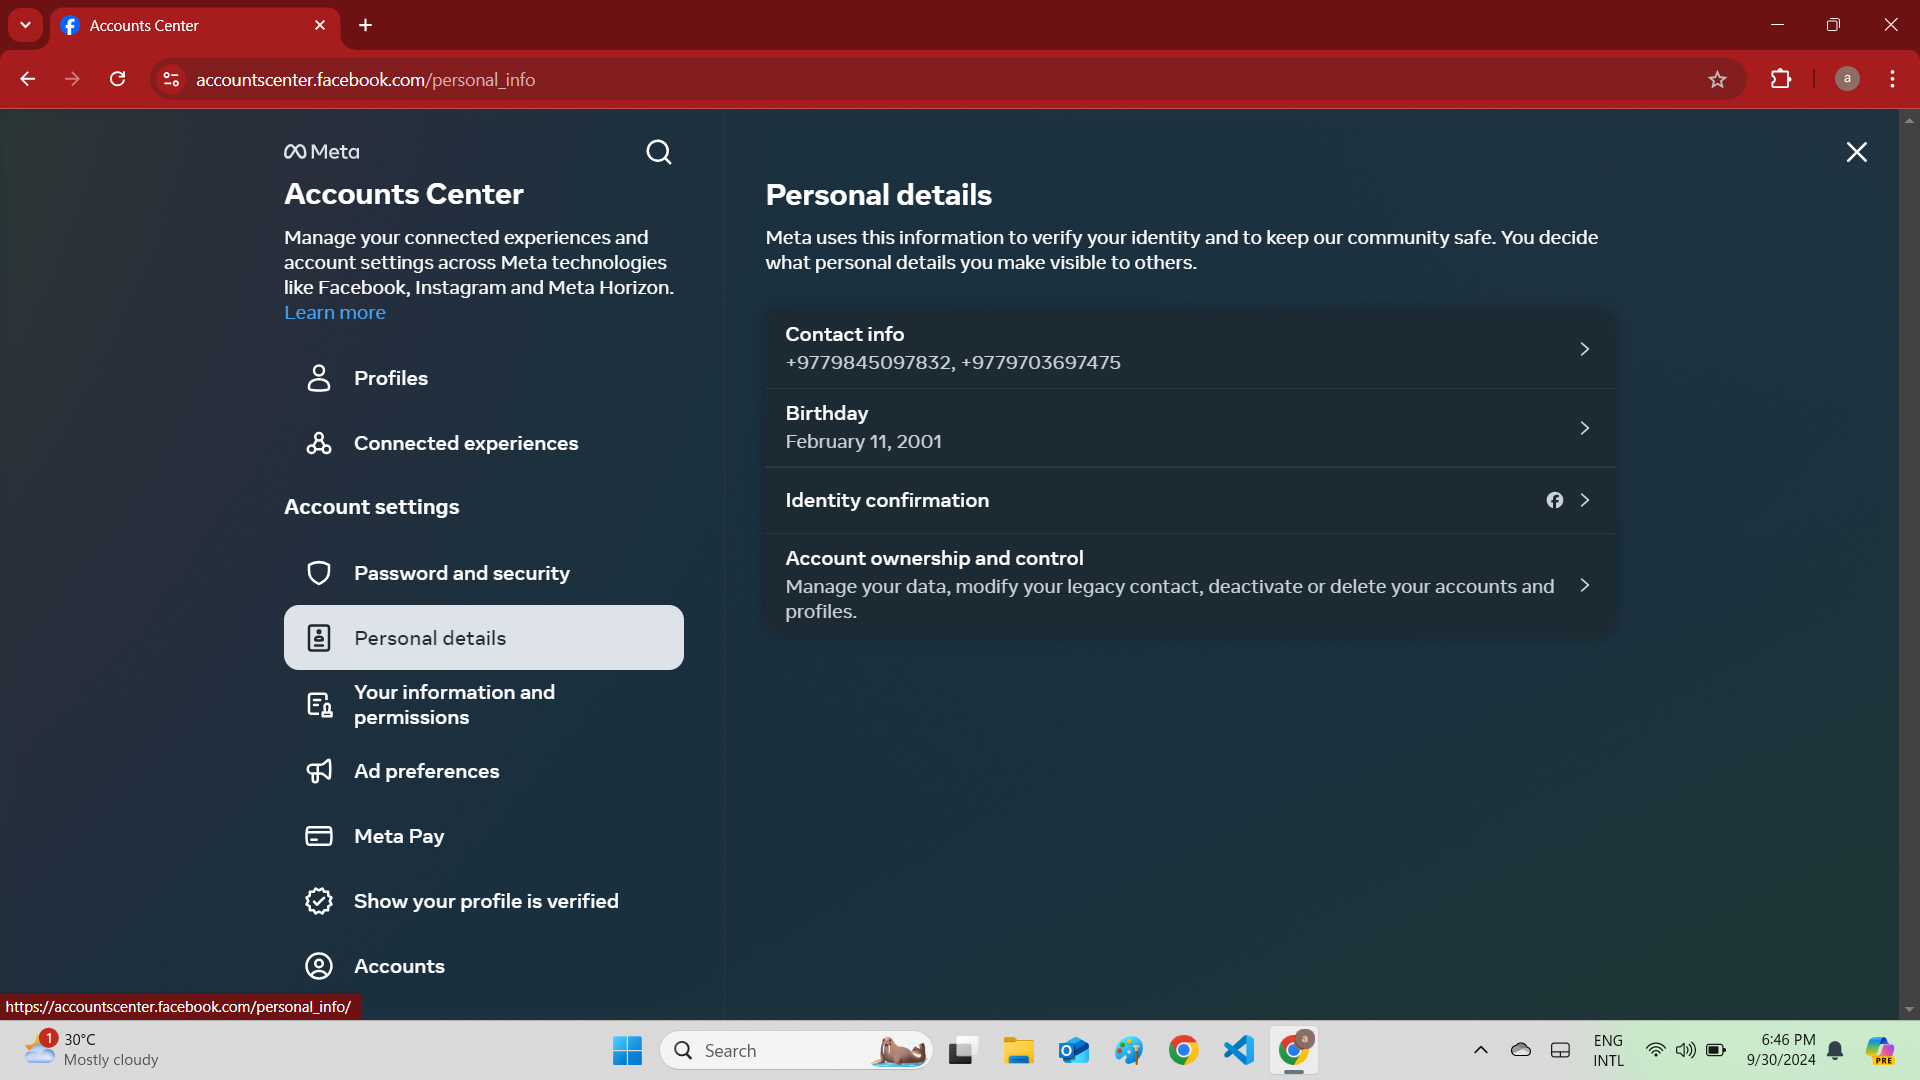 Accounts Center
accountscenter.facebook.com/personal_info
a
Meta
Accounts Center
Manage your connected experiences and
account settings across Meta technologies
like Facebook, Instagram and Meta Horizon.
Learn more
Profiles
Connected experiences
Account settings
Password and security
Personal details
Your information and
permissions
Ad preferences
Meta Pay
Show your profile is verified
Accounts
https://accountscenter.facebook.com/personal_info/
Personal details
Meta uses this information to verify your identity and to keep our community safe. You decide
what personal details you make visible to others.
Contact info
+9779845097832, +9779703697475
Birthday
February 11, 2001
Identity confirmation
Account ownership and control
Manage your data, modify your legacy contact, deactivate or delete your accounts and
profiles.
1
30°C
Mostly cloudy
Search
a
ENG
INTL
6:46 PM
9/30/2024
PRE